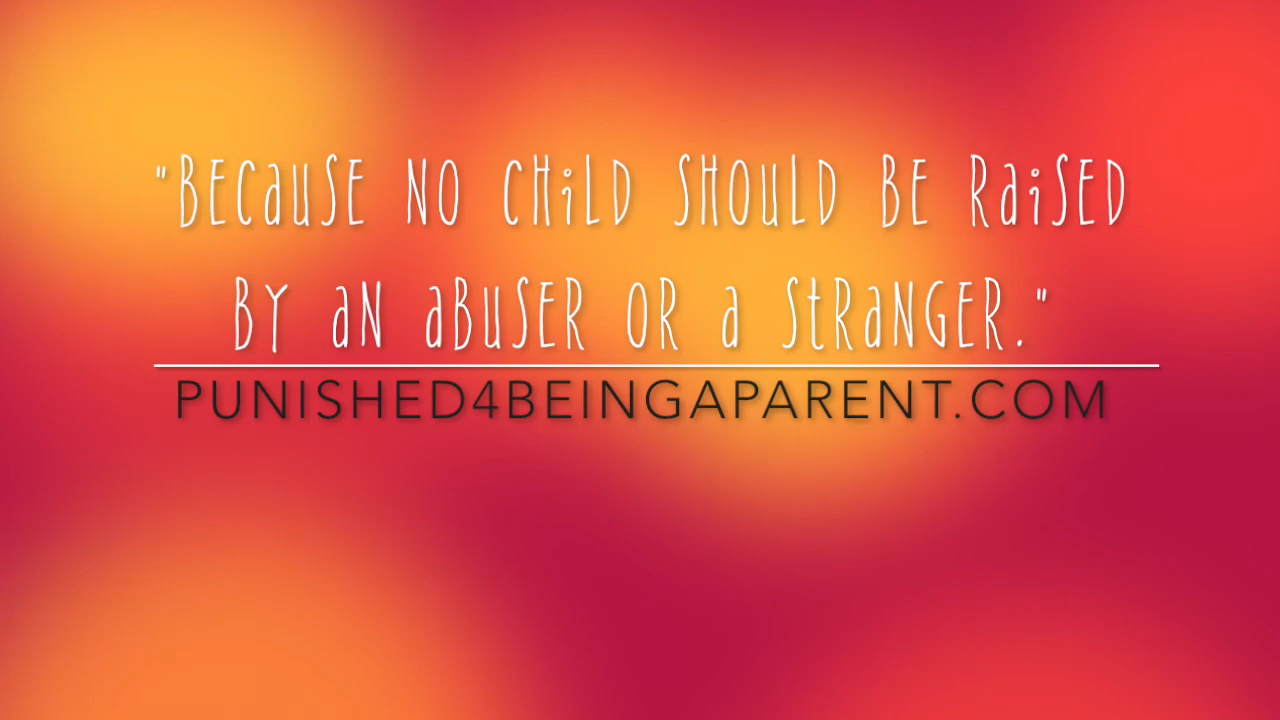 "BECaUSE NO CHiLD SHOULD BE RaiSED
BY aN aBUSER OR a StRaNGER."
PUNISHED4BEINGAPARENT.COM